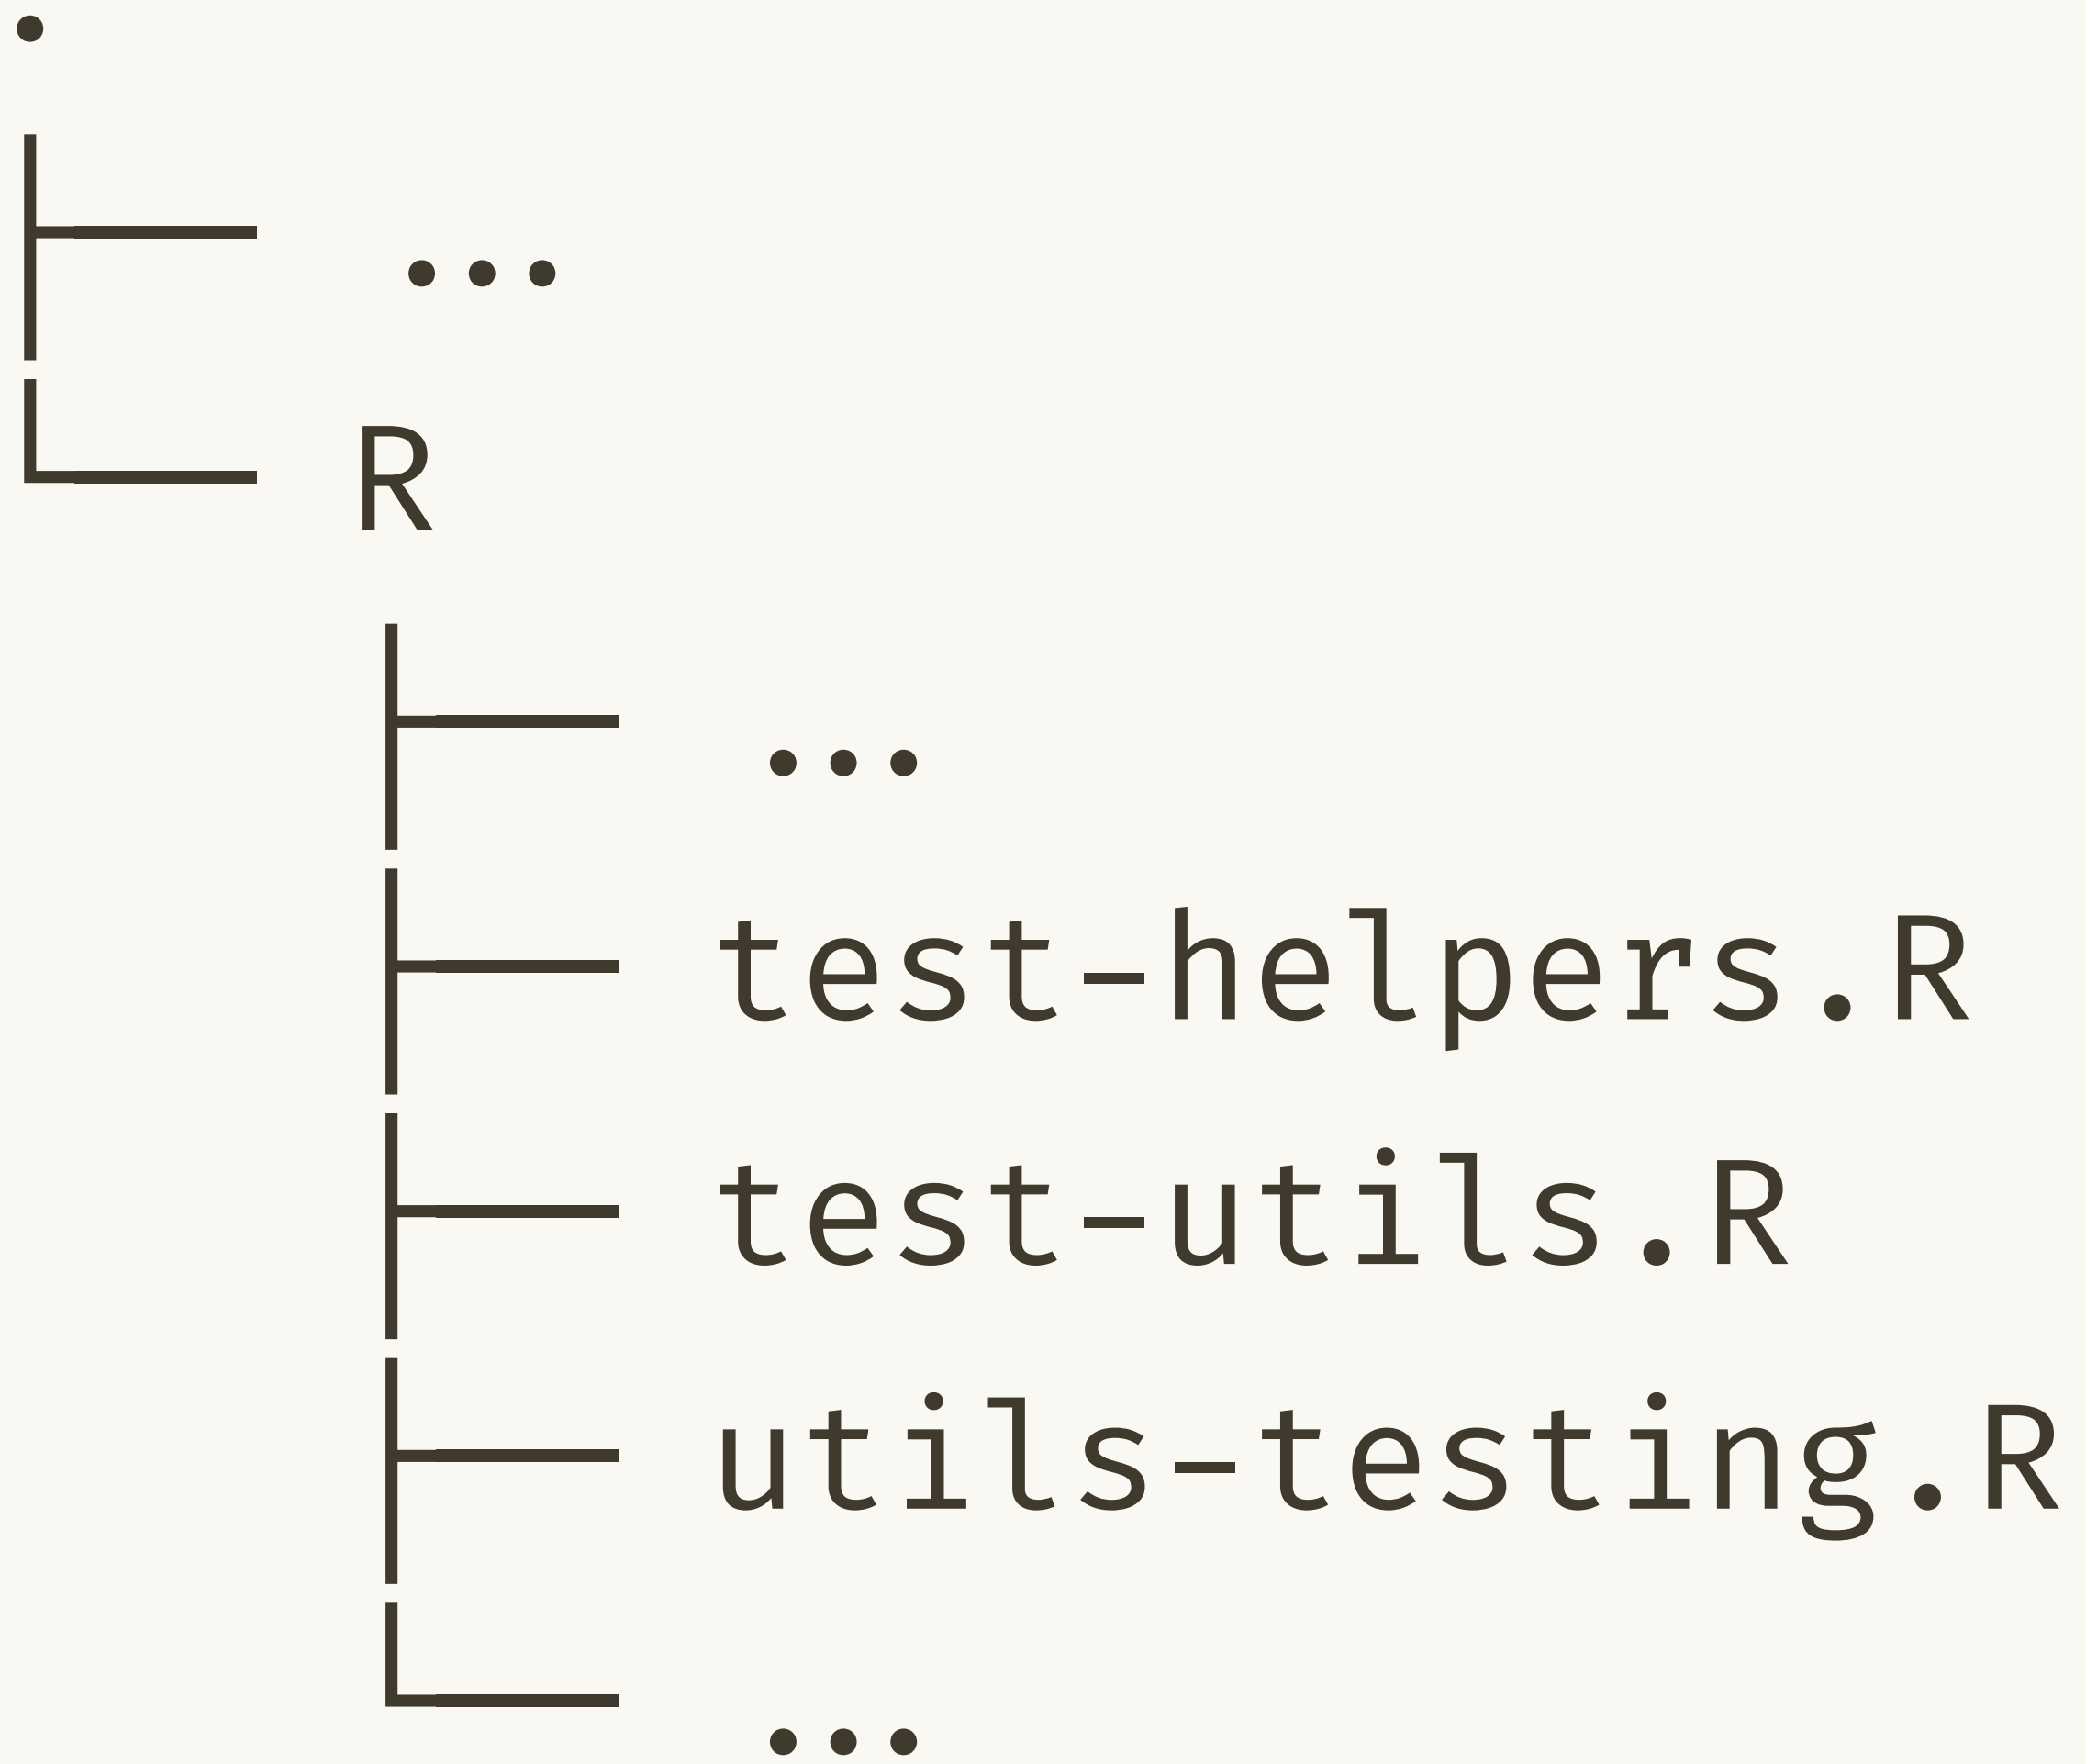 .
├── ...
└── R
    ├── ...
    ├── test-helpers.R
    ├── test-utils.R
    ├── utils-testing.R
    └── ...